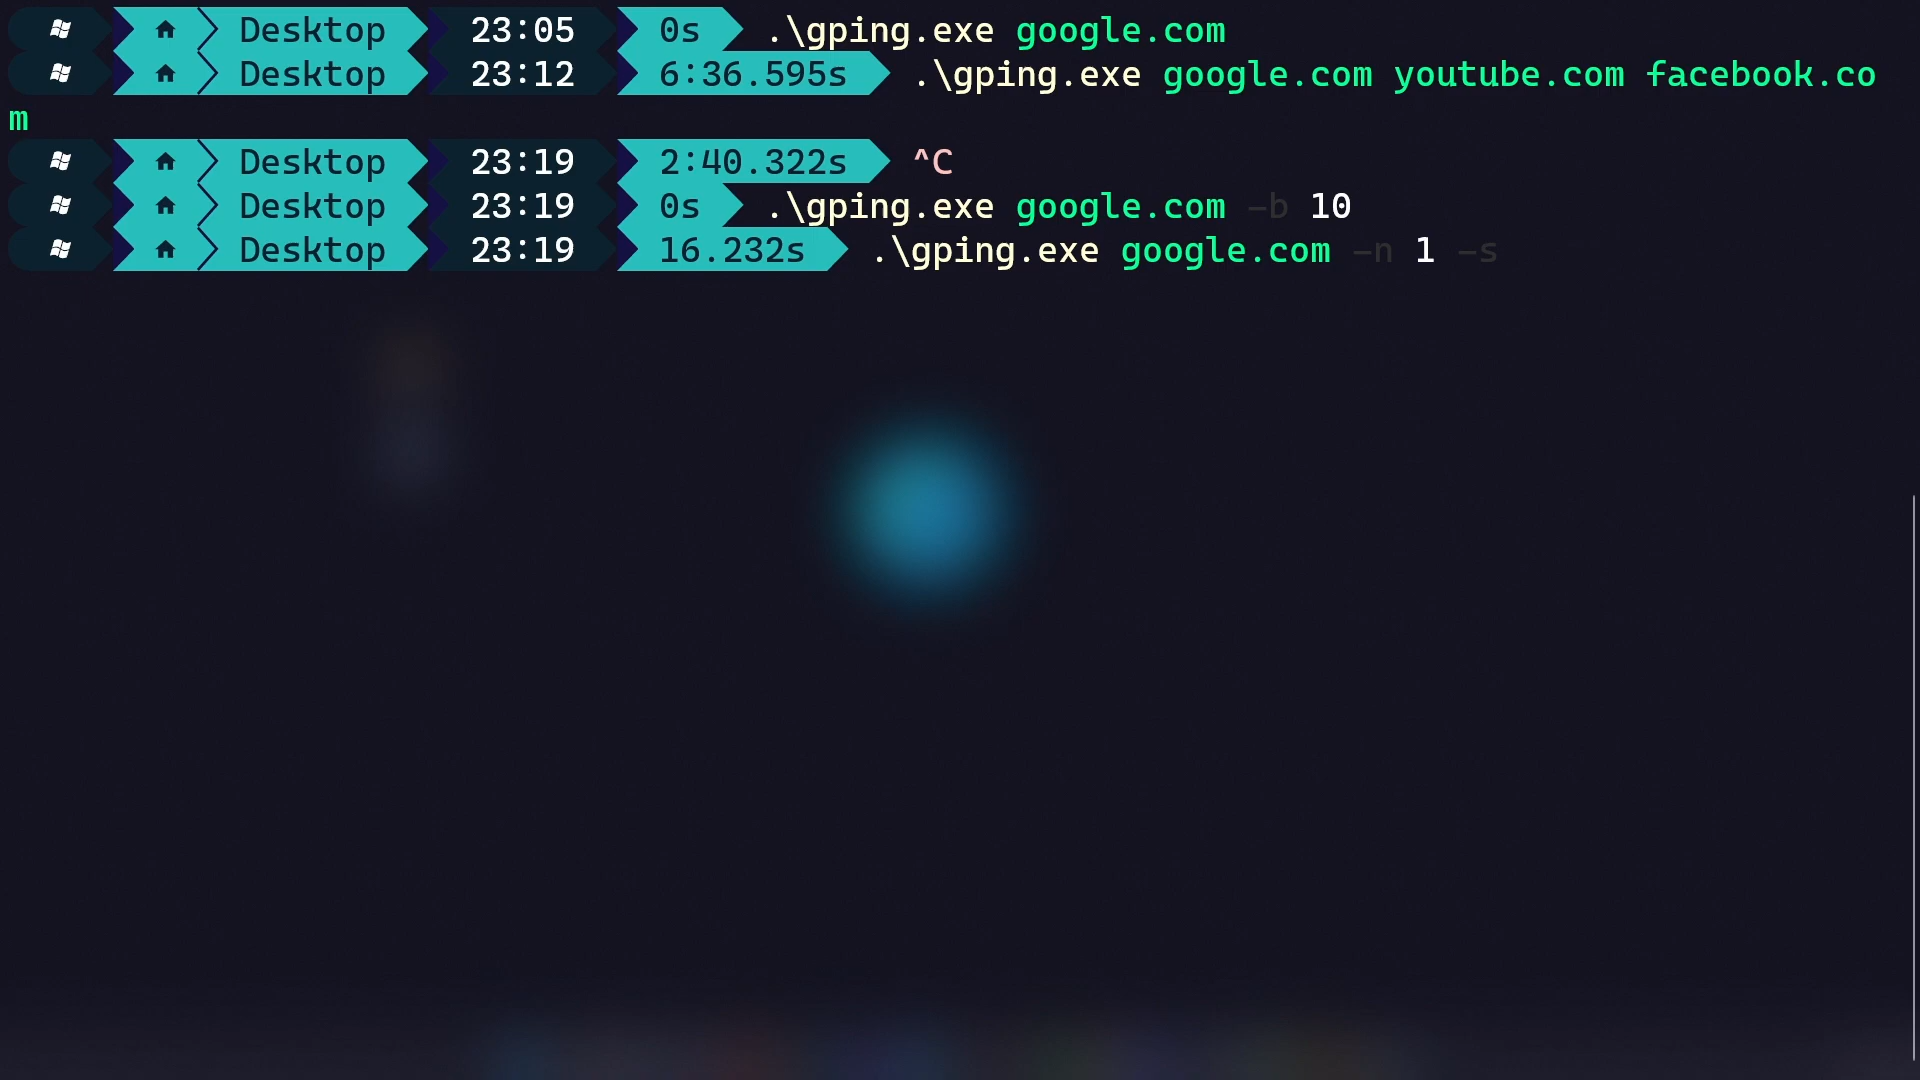 Desktop 23:05 0s .\gping.exe google.com
Desktop 23:12 6:36.595s .\gping.exe google.com youtube.com facebook.co
m
Desktop 23:19 2:40.322s ^C
Desktop 23:19 0s .\gping.exe google.com -b 10
Desktop 23:19 16.232s .\gping.exe google.com -n 1 -s